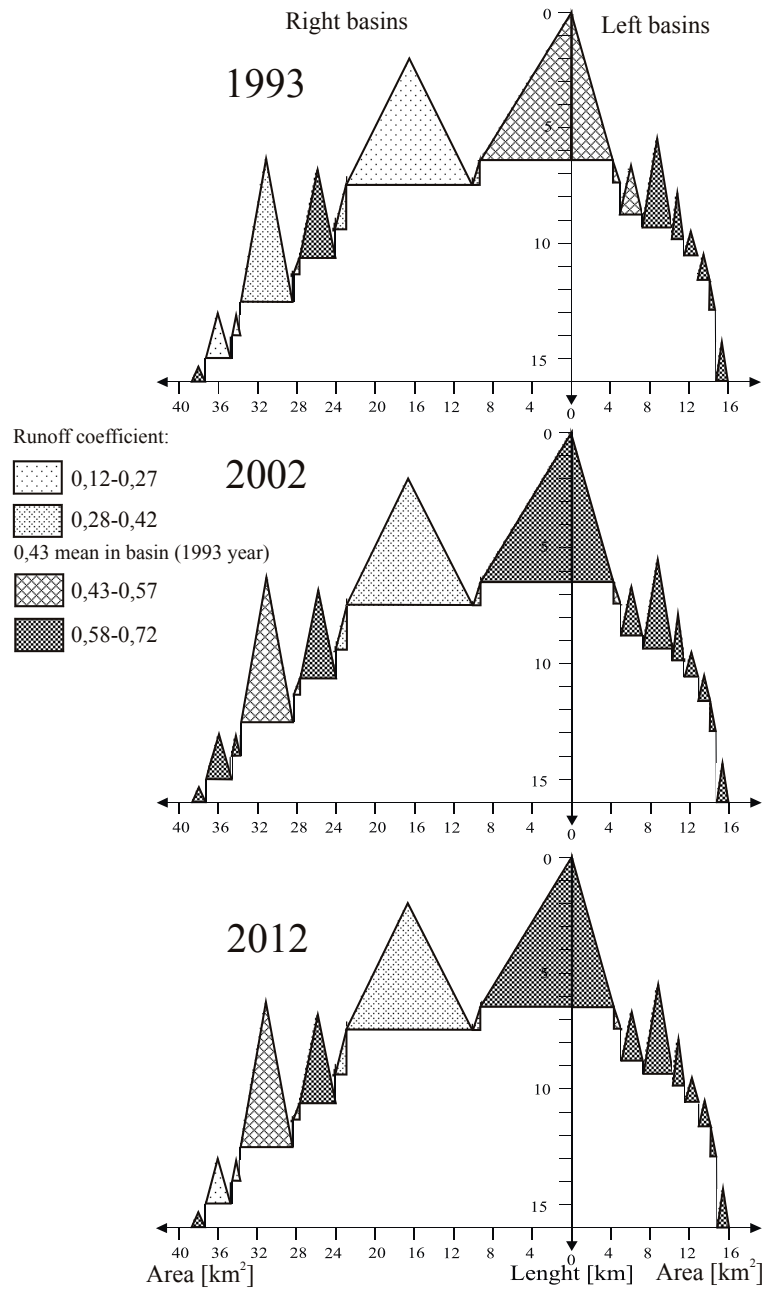 Right basins
Left basins
1993
0
5
10
15
40 36 32 28 24 20 16 12 8 4 0 4 8 12 16
Runoff coefficient:
0,12-0,27
0,28-0,42
0,43 mean in basin (1993 year)
0,43-0,57
0,58-0,72
2002
0
10
15
40 36 32 28 24 20 16 12 8 4 0 4 8 12 16
2012
0
10
15
40 36 32 28 24 20 16 12 8 4 0 4 8 12 16
Area [km²]
Lenght [km]
Area [km²]